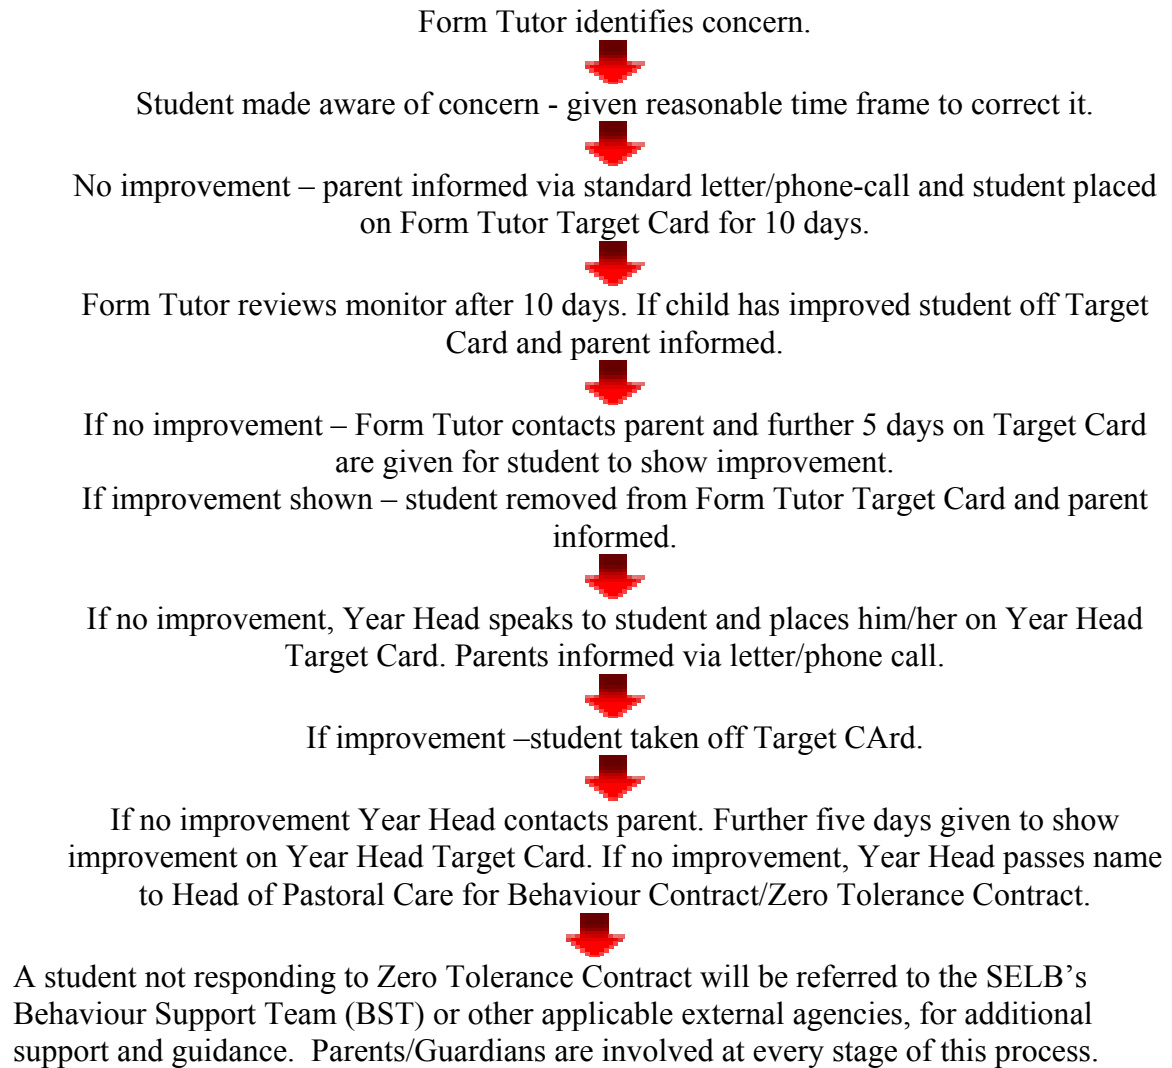 Form Tutor identifies concern.
Student made aware of concern - given reasonable time frame to correct it.
No improvement – parent informed via standard letter/phone-call and student placed
on Form Tutor Target Card for 10 days.
Form Tutor reviews monitor after 10 days. If child has improved student off Target
Card and parent informed.
If no improvement – Form Tutor contacts parent and further 5 days on Target Card
are given for student to show improvement.
If improvement shown – student removed from Form Tutor Target Card and parent
informed.
If no improvement, Year Head speaks to student and places him/her on Year Head
Target Card. Parents informed via letter/phone call.
If improvement –student taken off Target CArd.
If no improvement Year Head contacts parent. Further five days given to show
improvement on Year Head Target Card. If no improvement, Year Head passes name
to Head of Pastoral Care for Behaviour Contract/Zero Tolerance Contract.
A student not responding to Zero Tolerance Contract will be referred to the SELB’s
Behaviour Support Team (BST) or other applicable external agencies, for additional
support and guidance.  Parents/Guardians are involved at every stage of this process.